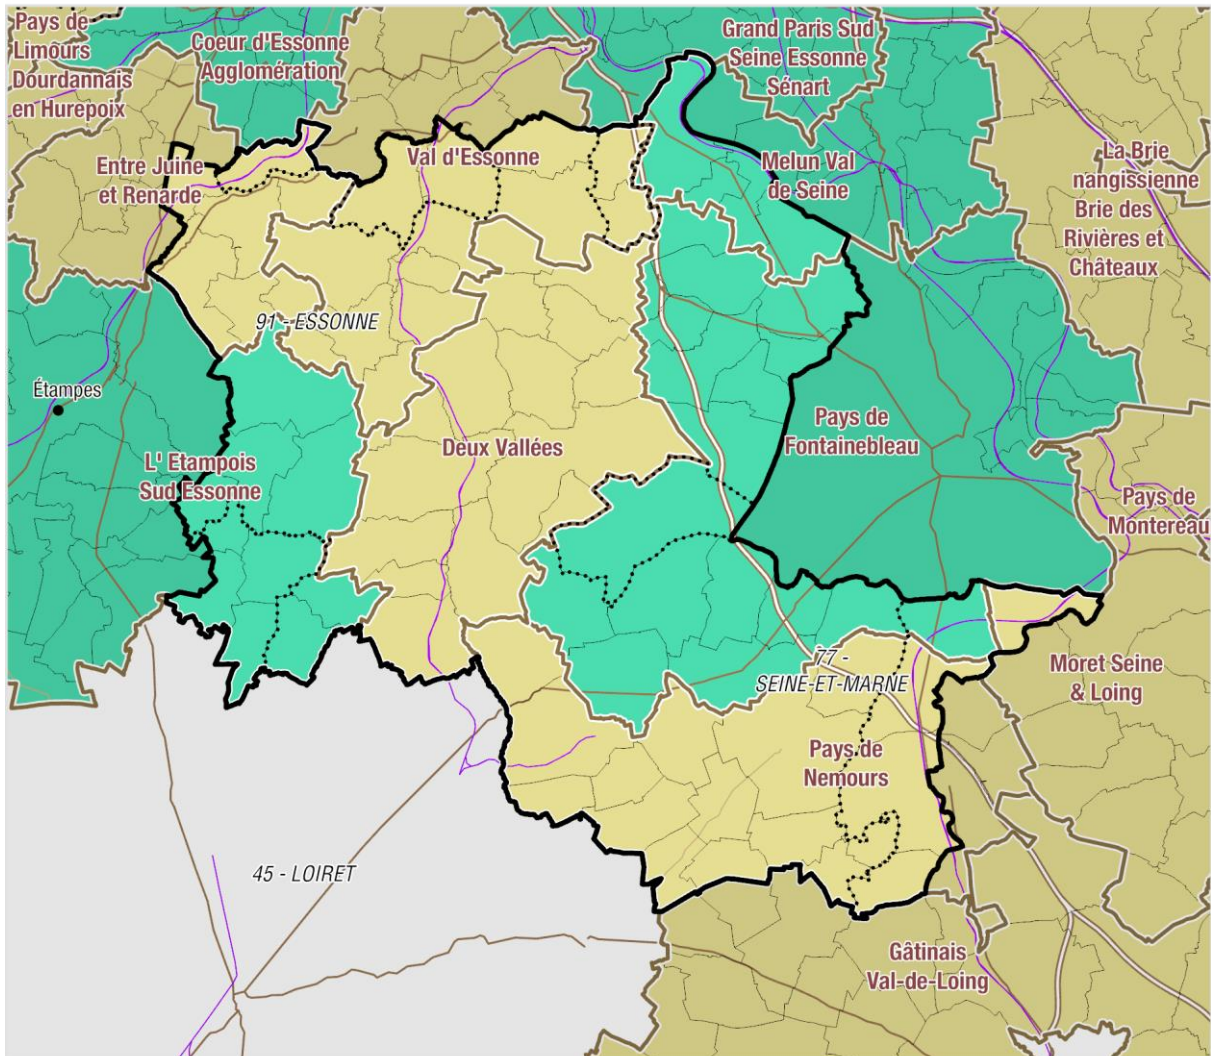 Pays de
Limours
Dourdannais
en Hurepoix
Coeur d'Essonne
Agglomération
Grand Paris Sud
Seine Essonne
Sénart
Entre Juine
et Renarde
Val d'Essonne
Melun Val
de Seine
La Brie
nangissienne
Brie des
Rivières et
Châteaux
91 - ESSONNE
Étampes
Pays de
Fontainebleau
Deux Vallées
L' Etampois
Sud Essonne
Pays de
Montereau
77 -
SEINE-ET-MARNE
Moret Seine
& Loing
Pays de
Nemours
45 - LOIRET
Gâtinais
Val-de-Loing